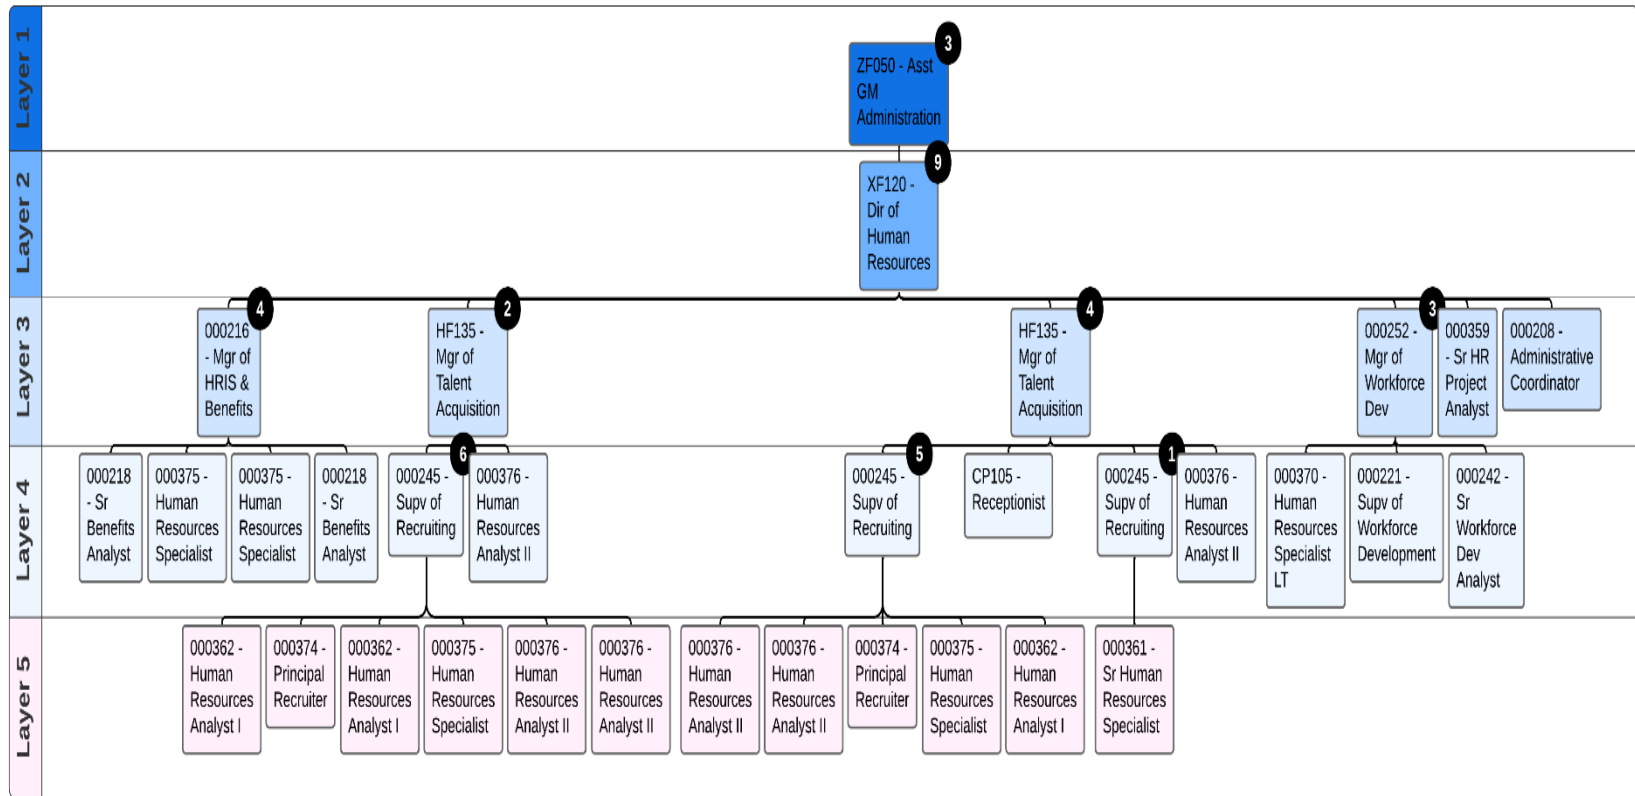 Layer 1
3
ZF050 - Asst
GM
Administration
Layer 2
9
XF120 -
Dir of
Human
Resources
Layer 3
4
000216
- Mgr of
HRIS &
Benefits
2
HF135 -
Mgr of
Talent
Acquisition
4
HF135 -
Mgr of
Talent
Acquisition
3
000252 -
Mgr of
Workforce
Dev
000359
- Sr HR
Project
Analyst
000208 -
Administrative
Coordinator
Layer 4
000218
- Sr
Benefits
Analyst
000375 -
Human
Resources
Specialist
000375 -
Human
Resources
Specialist
000218
- Sr
Benefits
Analyst
6
000245 -
Supv of
Recruiting
000376 -
Human
Resources
Analyst II
5
000245 -
Supv of
Recruiting
CP105 -
Receptionist
1
000245 -
Supv of
Recruiting
000376 -
Human
Resources
Analyst II
000370 -
Human
Resources
Specialist
LT
000221 -
Supv of
Workforce
Development
000242 -
Sr
Workforce
Dev
Analyst
Layer 5
000362 -
Human
Resources
Analyst I
000374 -
Principal
Recruiter
000362 -
Human
Resources
Analyst I
000375 -
Human
Resources
Specialist
000376 -
Human
Resources
Analyst II
000376 -
Human
Resources
Analyst II
000376 -
Human
Resources
Analyst II
000376 -
Human
Resources
Analyst II
000374 -
Principal
Recruiter
000375 -
Human
Resources
Specialist
000362 -
Human
Resources
Analyst I
000361 -
Sr Human
Resources
Specialist